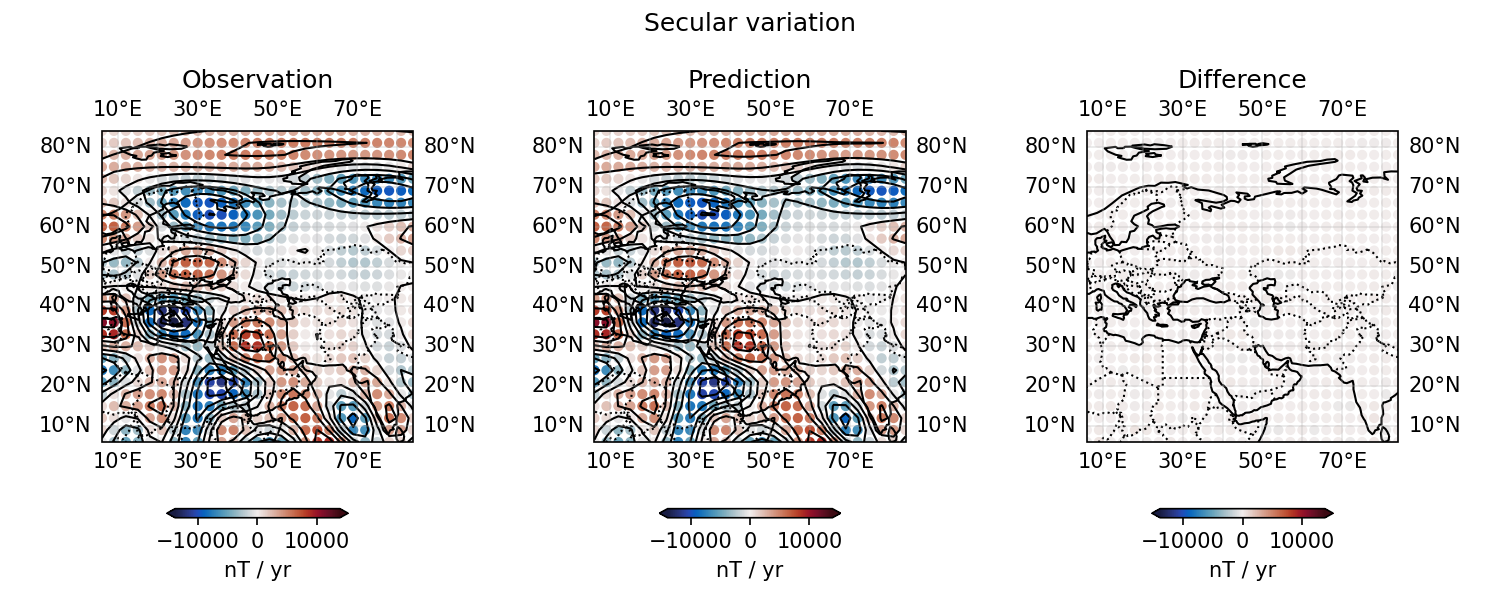 Secular variation
Observation Prediction Difference
10°E 30°E 50°E 70°E 10°E 30°E 50°E 70°E 10°E 30°E 50°E 70°E
80°N 80°N 80°N 80°N 80°N 80°N
70°N 70°N 70°N 70°N 70°N 70°N
60°N 60°N 60°N 60°N 60°N 60°N
50°N 50°N 50°N 50°N 50°N 50°N
40°N 40°N 40°N 40°N 40°N 40°N
30°N 30°N 30°N 30°N 30°N 30°N
20°N 20°N 20°N 20°N 20°N 20°N
10°N 10°N 10°N 10°N 10°N 10°N
10°E 30°E 50°E 70°E 10°E 30°E 50°E 70°E 10°E 30°E 50°E 70°E
−10000 0 10000 −10000 0 10000 −10000 0 10000
nT / yr nT / yr nT / yr